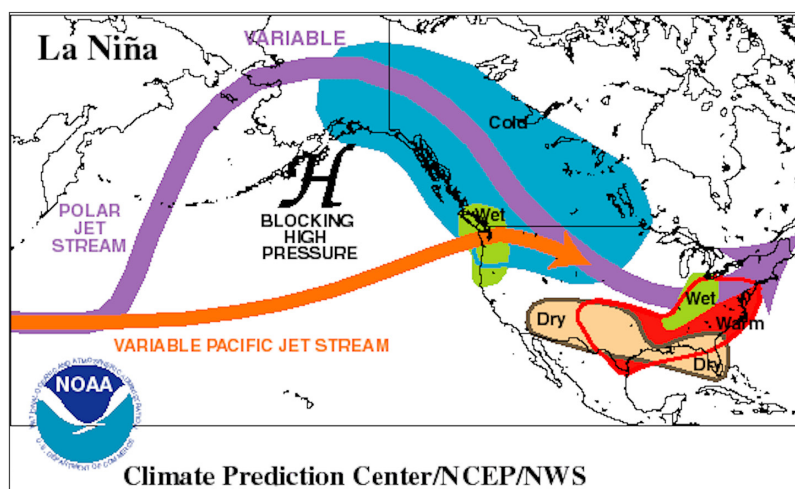 La Niña
VARIABLE
Cold
H
BLOCKING
HIGH
PRESSURE
Wet
POLAR
JET
STREAM
Wet
Warm
Dry
Dry
VARIABLE PACIFIC JET STREAM
NOAA
Climate Prediction Center/NCEP/NWS